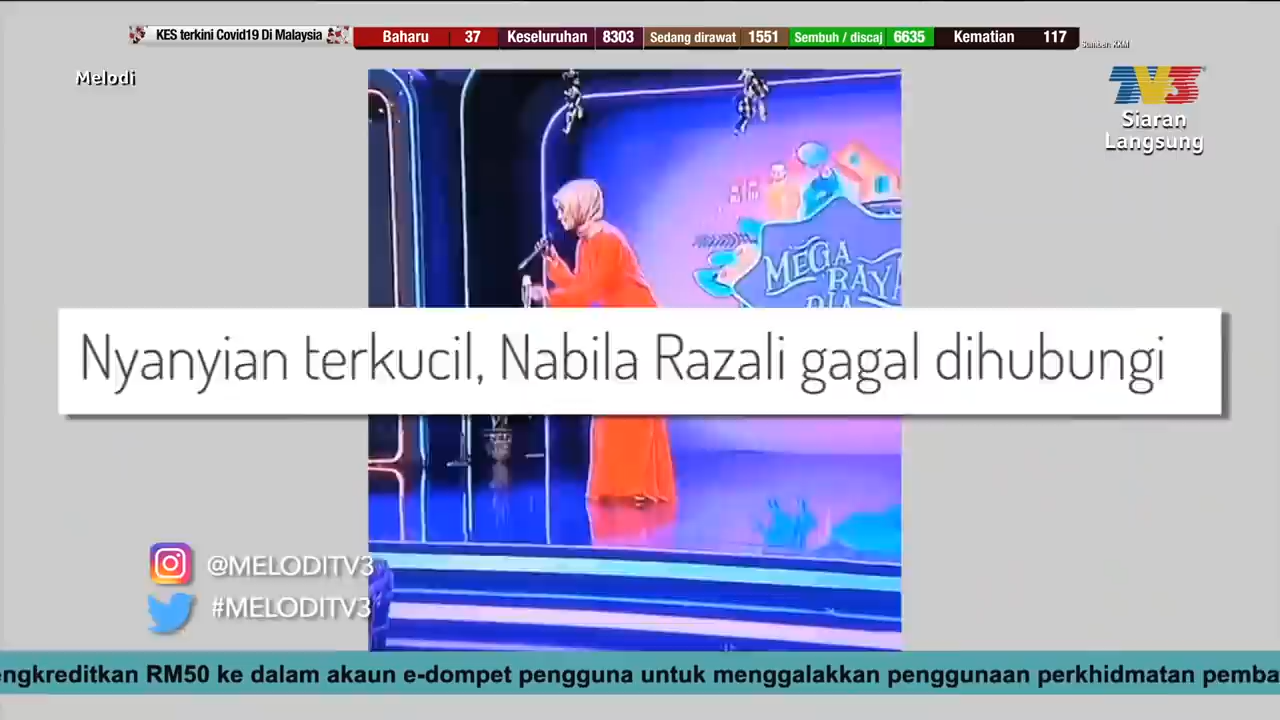 KES terkini Covid19 Di Malaysia
Baharu 37 Keseluruhan 8303 Sedang dirawat 1551 Sembuh / discaj 6635 Kematian 117
Sumber: KKM
Melodi
TV3
Siaran
Langsung
MEGA
RAYA
Nyanyian terkucil, Nabila Razali gagal dihubungi
@MELODITV3
#MELODITV3
engkreditkan RM50 ke dalam akaun e-dompet pengguna untuk menggalakkan penggunaan perkhidmatan pemba